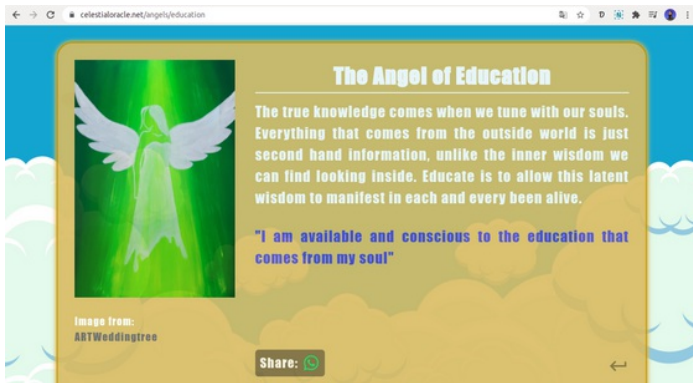 celestialoracle.net/angels/education
The Angel of Education
The true knowledge comes when we tune with our souls.
Everything that comes from the outside world is just
second hand information, unlike the inner wisdom we
can find looking inside. Educate is to allow this latent
wisdom to manifest in each and every been alive.
"I am available and conscious to the education that
comes from my soul"
Image from:
ARTWeddingtree
Share: